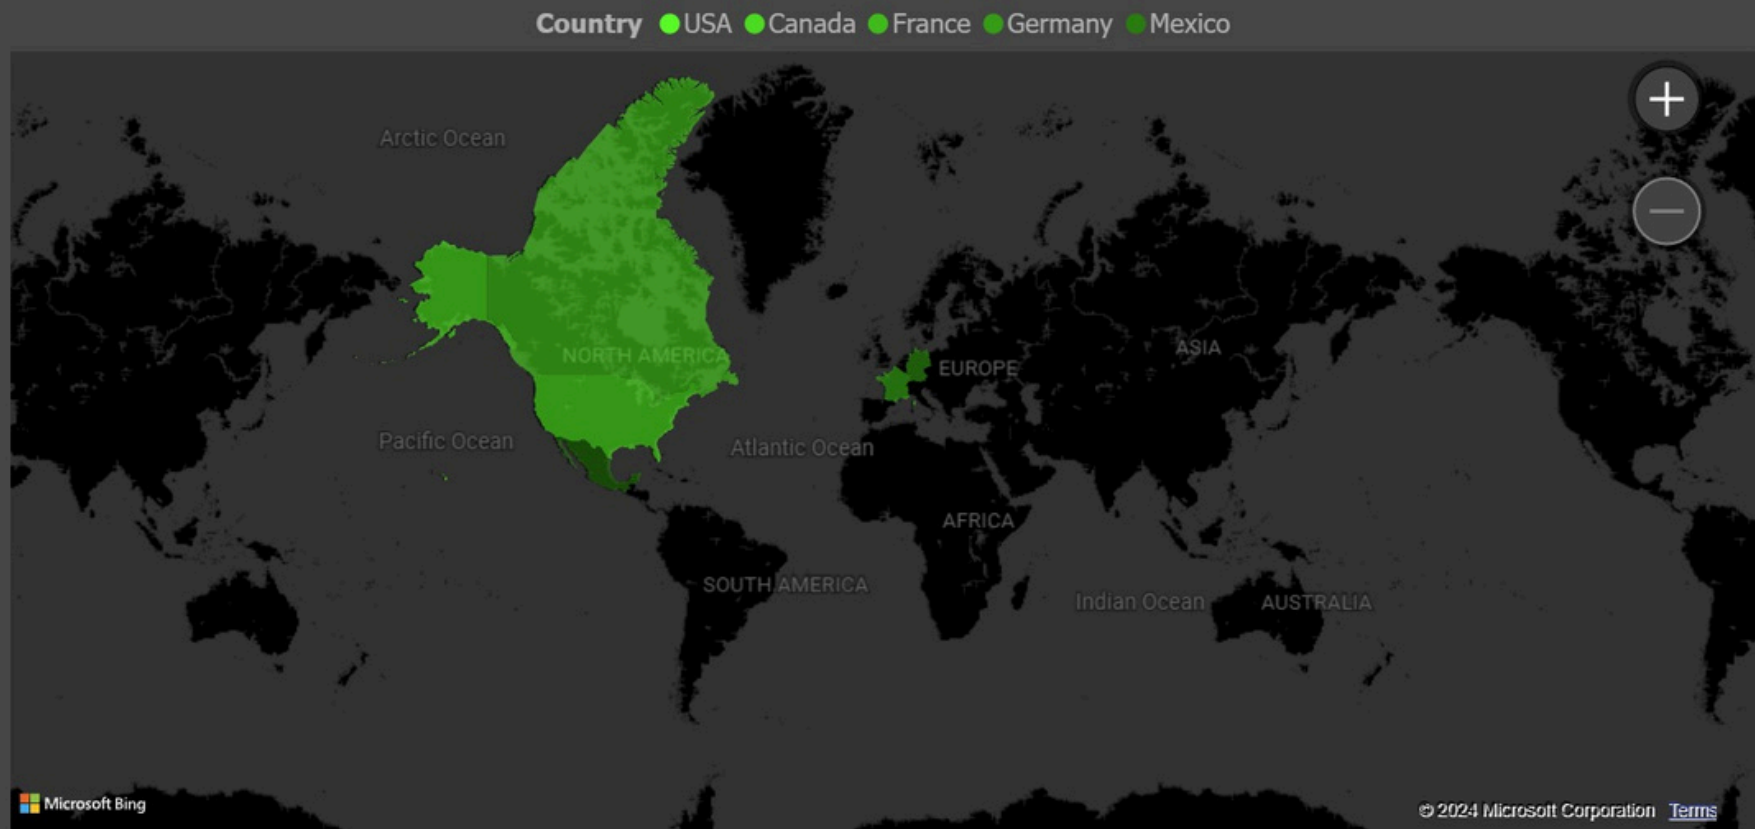 Country USA Canada France Germany Mexico
Arctic Ocean
NORTH AMERICA
ASIA
EUROPE
Pacific Ocean
Atlantic Ocean
AFRICA
SOUTH AMERICA
Indian Ocean
AUSTRALIA
Microsoft Bing
© 2024 Microsoft Corporation Terms